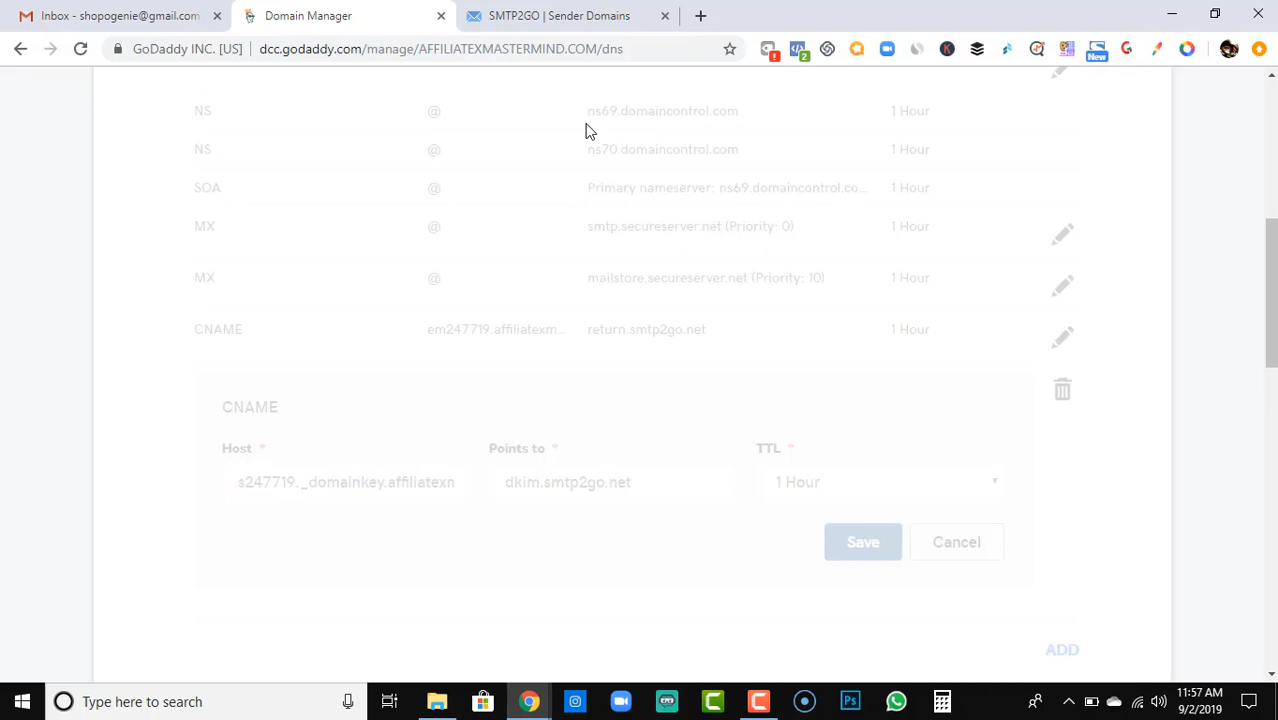 Inbox - shopogenie@gmail.com
Domain Manager
SMTP2GO | Sender Domains
GoDaddy INC. [US] | dcc.godaddy.com/manage/AFFILIATEXMASTERMIND.COM/dns
New
2
NS @ ns69.domaincontrol.com 1 Hour
NS @ ns70.domaincontrol.com 1 Hour
SOA @ Primary nameserver: ns69.domaincontrol.co... 1 Hour
MX @ smtp.secureserver.net (Priority: 0) 1 Hour
MX @ mailstore.secureserver.net (Priority: 10) 1 Hour
CNAME em247719.affiliatexm... return.smtp2go.net 1 Hour
CNAME
Host * Points to * TTL *
s247719._domainkey.affiliatexn dkim.smtp2go.net 1 Hour
Save Cancel
ADD
Type here to search
11:57 AM
9/2/2019